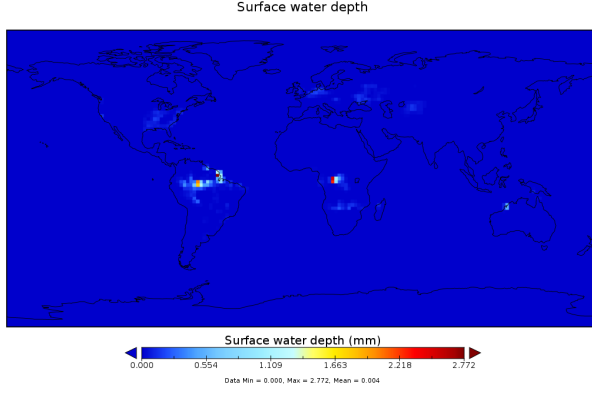 Surface water depth
Surface water depth (mm)
0.000 0.554 1.109 1.663 2.218 2.772
Data Min = 0.000, Max = 2.772, Mean = 0.004